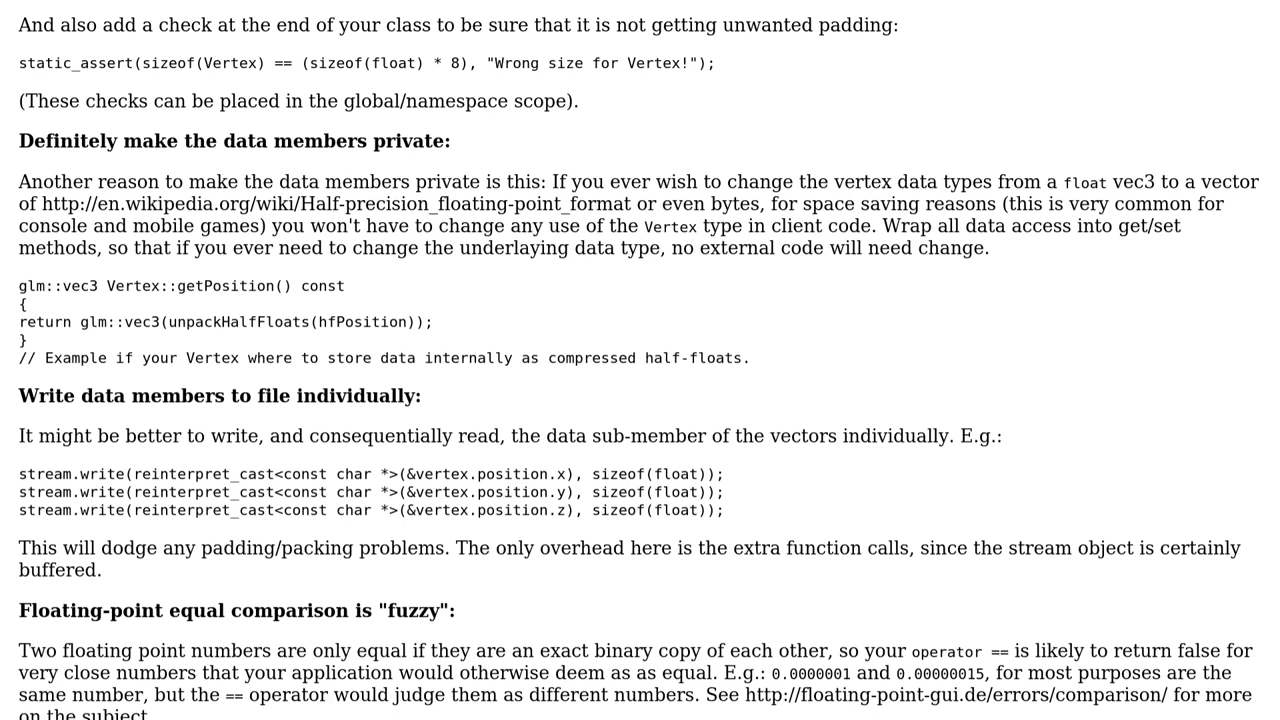 And also add a check at the end of your class to be sure that it is not getting unwanted padding:
static_assert(sizeof(Vertex) == (sizeof(float) * 8), "Wrong size for Vertex!");
(These checks can be placed in the global/namespace scope).
Definitely make the data members private:
Another reason to make the data members private is this: If you ever wish to change the vertex data types from a float vec3 to a vector
of http://en.wikipedia.org/wiki/Half-precision_floating-point_format or even bytes, for space saving reasons (this is very common for
console and mobile games) you won't have to change any use of the Vertex type in client code. Wrap all data access into get/set
methods, so that if you ever need to change the underlaying data type, no external code will need change.
glm::vec3 Vertex::getPosition() const
{
return glm::vec3(unpackHalfFloats(hfPosition));
}
// Example if your Vertex where to store data internally as compressed half-floats.
Write data members to file individually:
It might be better to write, and consequentially read, the data sub-member of the vectors individually. E.g.:
stream.write(reinterpret_cast<const char *>(&vertex.position.x), sizeof(float));
stream.write(reinterpret_cast<const char *>(&vertex.position.y), sizeof(float));
stream.write(reinterpret_cast<const char *>(&vertex.position.z), sizeof(float));
This will dodge any padding/packing problems. The only overhead here is the extra function calls, since the stream object is certainly
buffered.
Floating-point equal comparison is "fuzzy":
Two floating point numbers are only equal if they are an exact binary copy of each other, so your operator == is likely to return false for
very close numbers that your application would otherwise deem as as equal. E.g.: 0.0000001 and 0.00000015, for most purposes are the
same number, but the == operator would judge them as different numbers. See http://floating-point-gui.de/errors/comparison/ for more
on the subject.